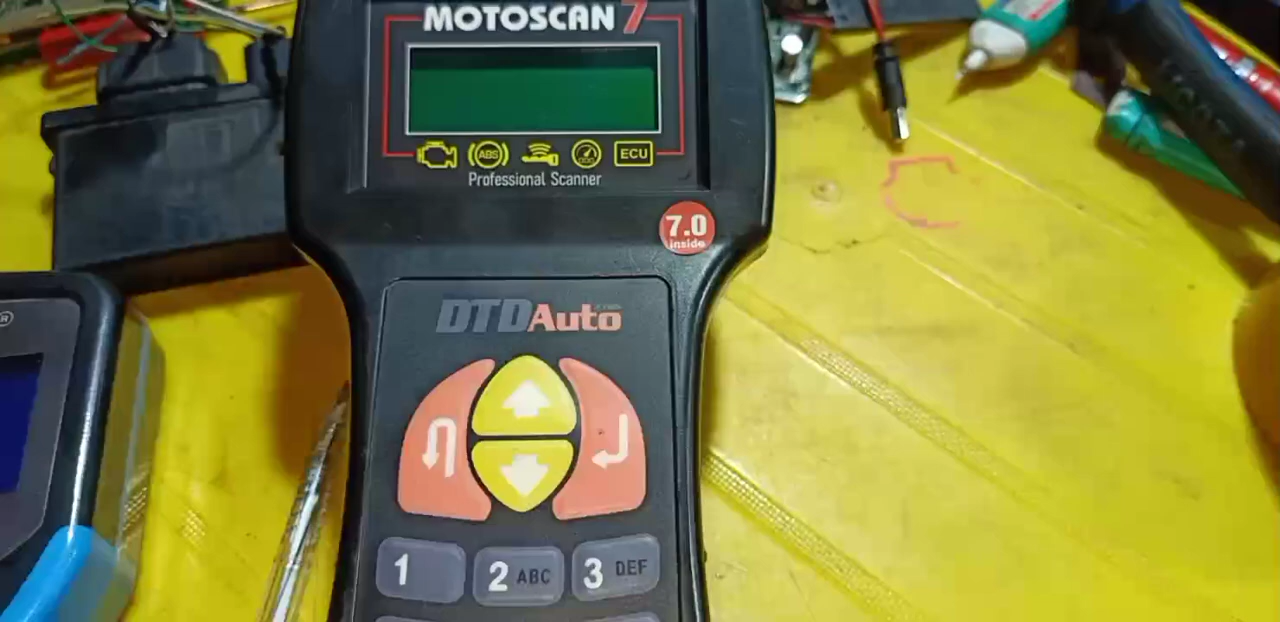 MOTOSCAN 7
ABS
ECU
Professional Scanner
7.0
inside
DTDAuto
1
2 ABC
3 DEF